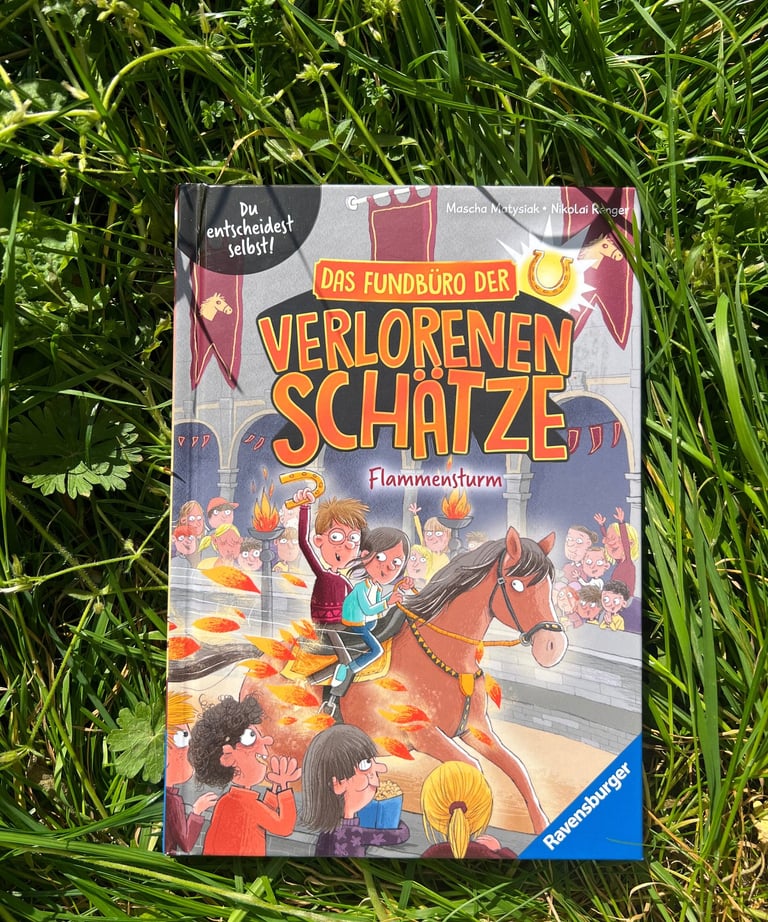 Du
entscheidest
selbst!
Mascha Matysiak • Nikolai Renger
DAS FUNDBÜRO DER
VERLORENEN
SCHÄTZE
Flammensturm
Ravensburger